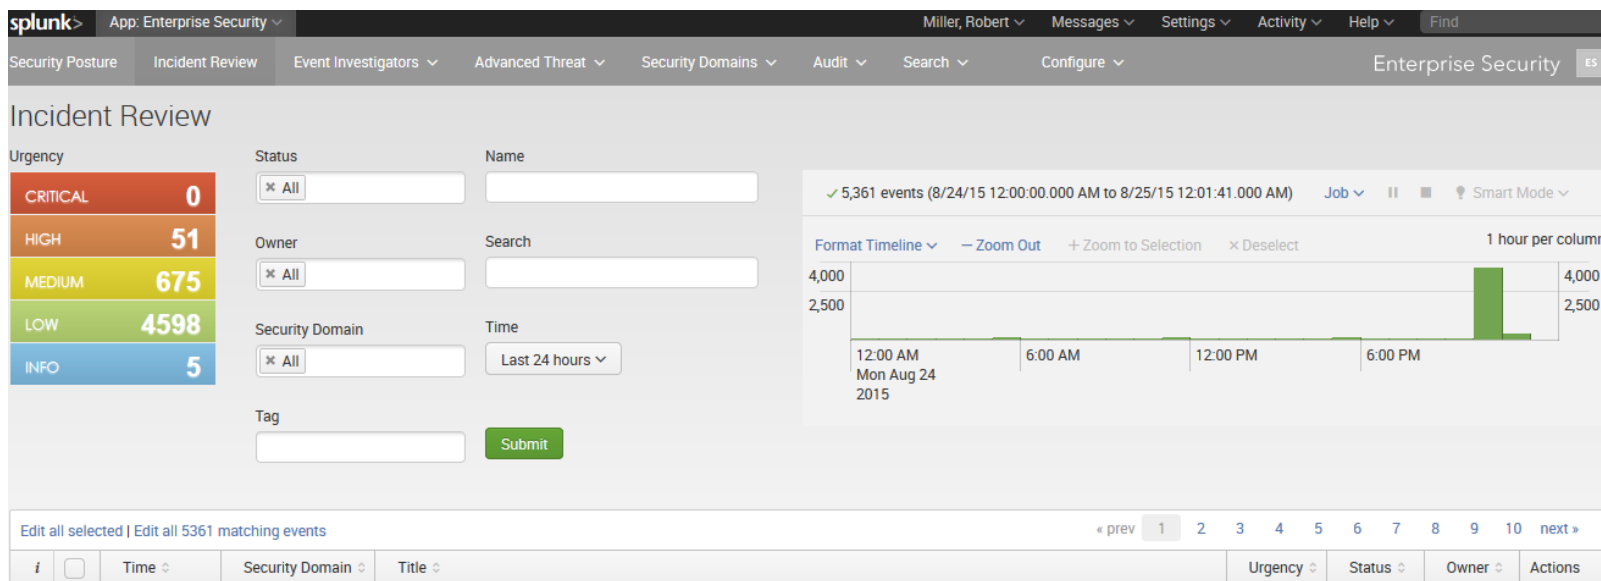 splunk> App: Enterprise Security Miller, Robert Messages Settings Activity Help Find
Security Posture Incident Review Event Investigators Advanced Threat Security Domains Audit Search Configure Enterprise Security ES
Incident Review
Urgency
CRITICAL 0
HIGH 51
MEDIUM 675
LOW 4598
INFO 5
Status
× All
Owner
× All
Security Domain
× All
Tag
Name
Search
Time
Last 24 hours
Submit
✓ 5,361 events (8/24/15 12:00:00.000 AM to 8/25/15 12:01:41.000 AM) Job Smart Mode
Format Timeline – Zoom Out + Zoom to Selection × Deselect 1 hour per column
4,000 4,000
2,500 2,500
12:00 AM 6:00 AM 12:00 PM 6:00 PM
Mon Aug 24
2015
Edit all selected | Edit all 5361 matching events « prev 1 2 3 4 5 6 7 8 9 10 next »
i Time Security Domain Title Urgency Status Owner Actions